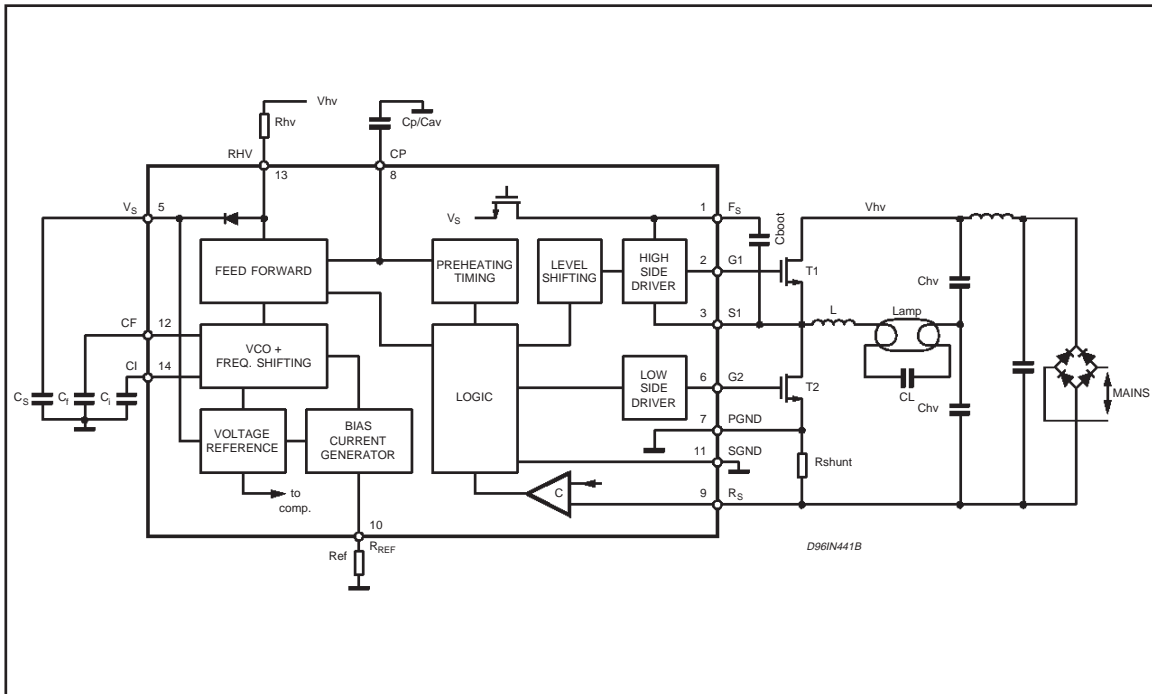 Vhv
Rhv
Cp/Cav
RHV
CP
13
8
VS
5
VS
1
FS
Cboot
Vhv
FEED FORWARD
PREHEATING
TIMING
LEVEL
SHIFTING
HIGH
SIDE
DRIVER
2
G1
T1
Chv
3
S1
L
Lamp
CF
12
VCO +
FREQ. SHIFTING
CI
14
LOGIC
LOW
SIDE
DRIVER
6
G2
T2
CL
Chv
MAINS
CS
Cf
Ci
VOLTAGE
REFERENCE
BIAS
CURRENT
GENERATOR
7
PGND
11
SGND
Rshunt
to
comp.
C
9
RS
10
RREF
Ref
D96IN441B